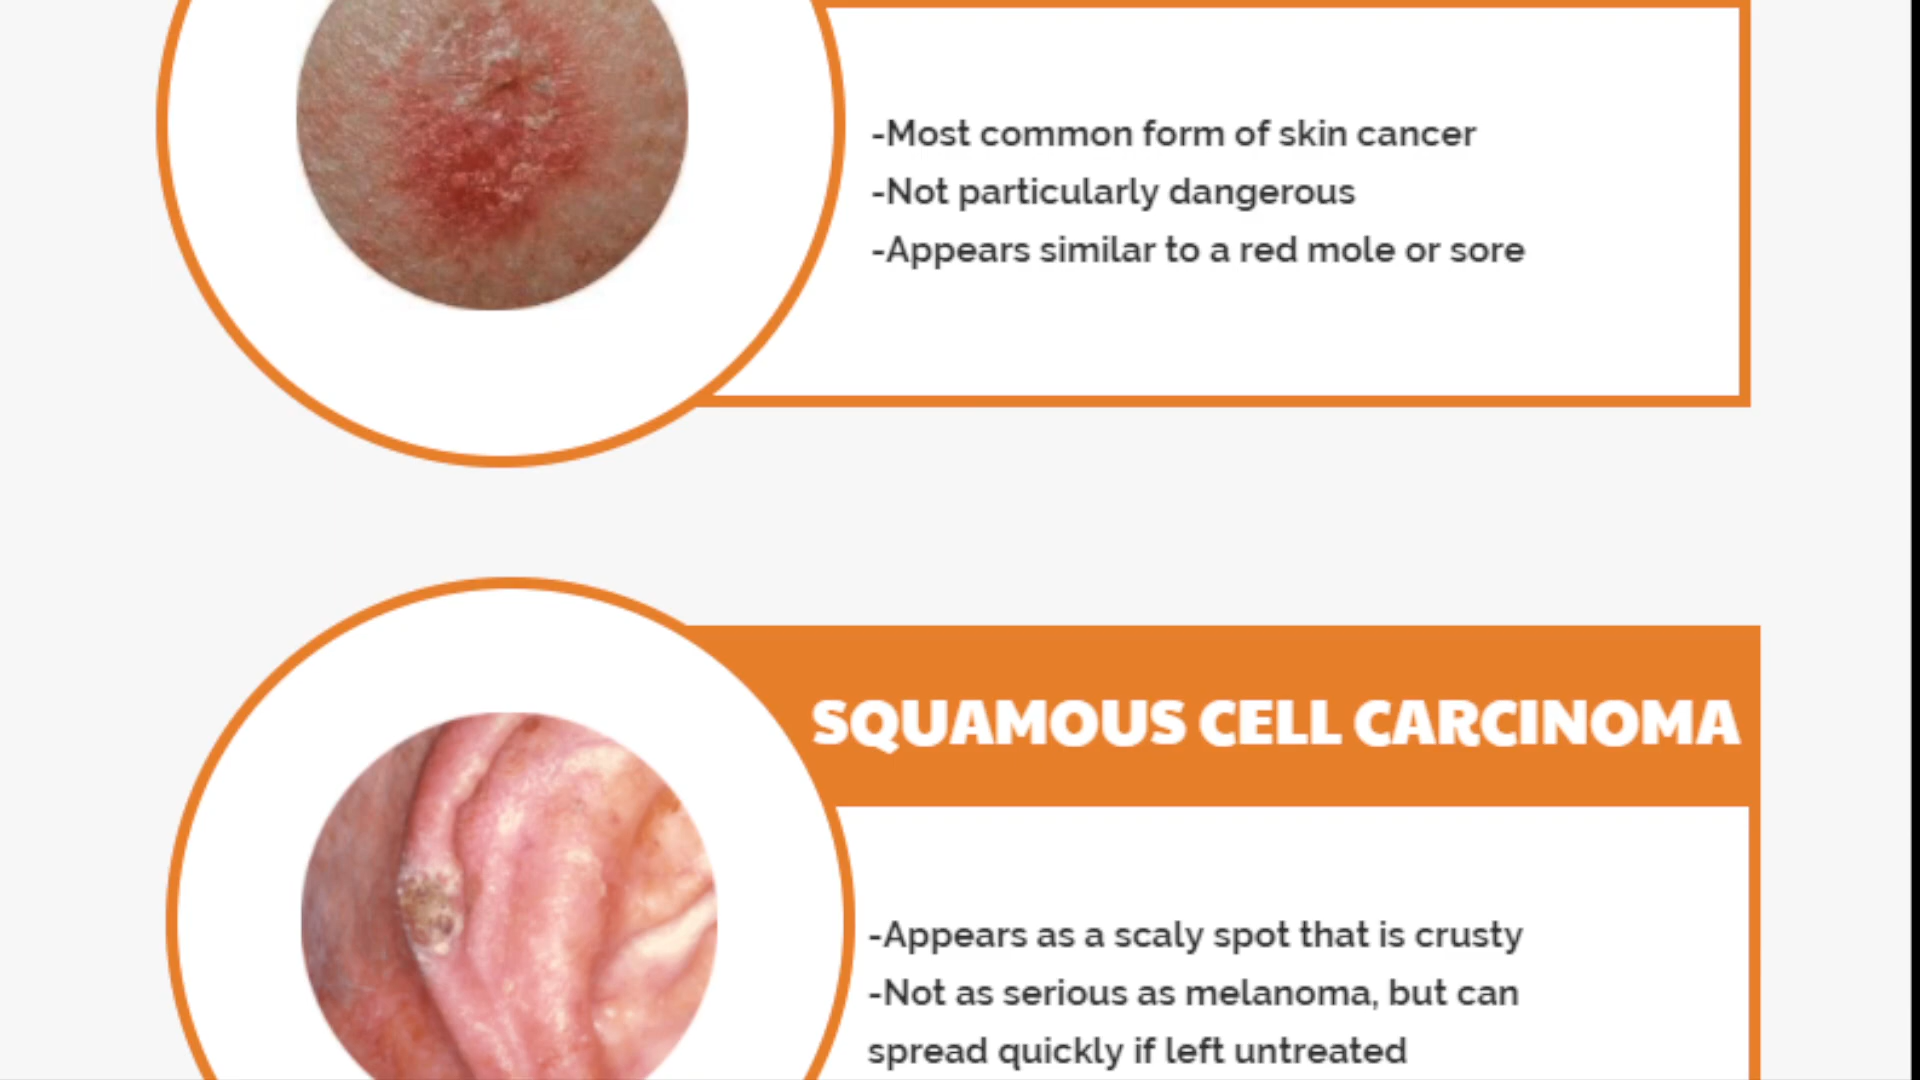 -Most common form of skin cancer
-Not particularly dangerous
-Appears similar to a red mole or sore
SQUAMOUS CELL CARCINOMA
-Appears as a scaly spot that is crusty
-Not as serious as melanoma, but can
spread quickly if left untreated